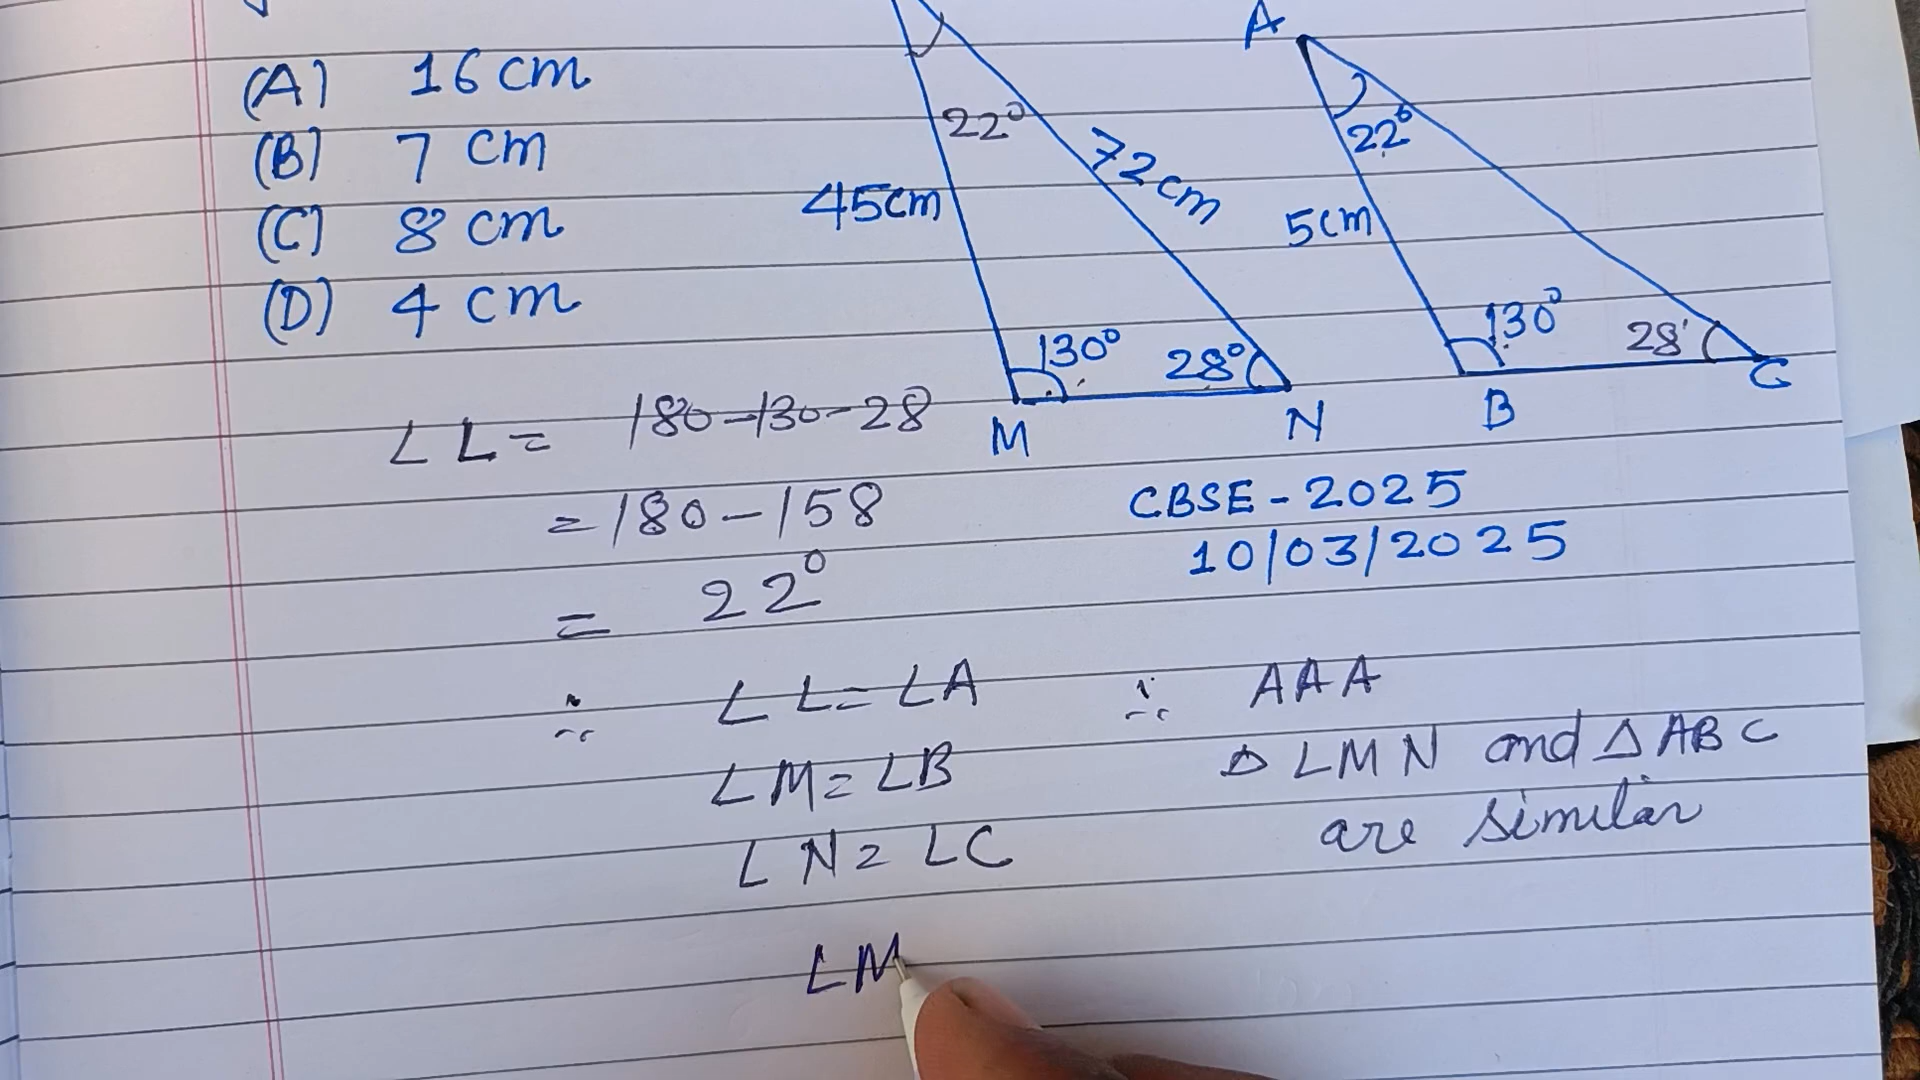 (A) 16 cm
(B) 7 cm
(C) 8 cm
(D) 4 cm
22°
45cm
72cm
130°
28°
M
N
A
22°
5cm
130°
28°
B
C
CBSE - 2025
10/03/2025
∠L = 180-130-28
= 180-158
= 22°
∴ ∠L = ∠A
∠M = ∠B
∠N = ∠C
∴ AAA
△ LMN and △ ABC
are similar
LM